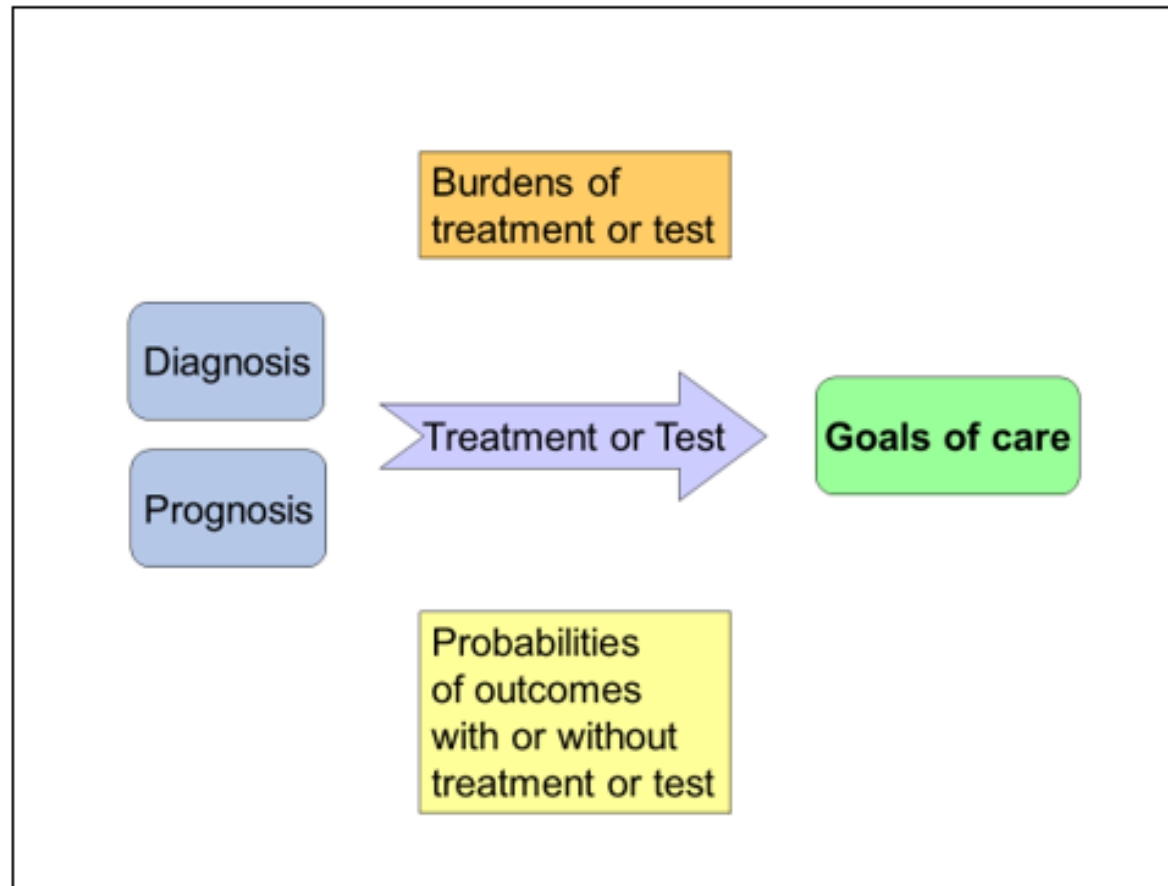 Burdens of
treatment or test
Diagnosis
Prognosis
Treatment or Test
Goals of care
Probabilities
of outcomes
with or without
treatment or test